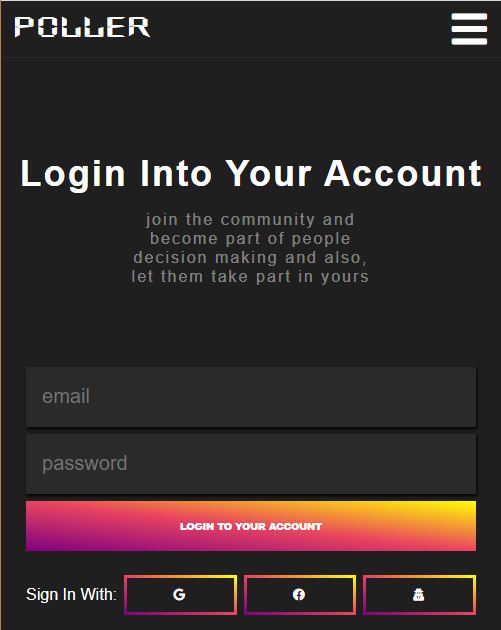 POLLER
Login Into Your Account
join the community and
become part of people
decision making and also,
let them take part in yours
email
password
LOGIN TO YOUR ACCOUNT
Sign In With: